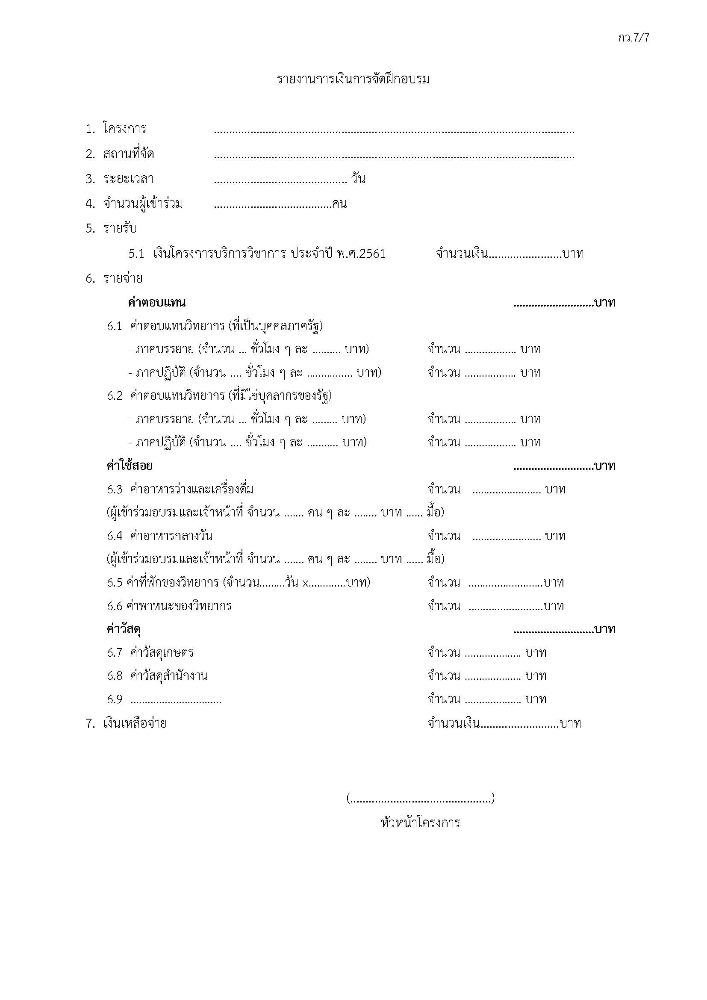 กว.7/7
รายงานการเงินการจัดฝึกอบรม
1. โครงการ ........................................................................................................................
2. สถานที่จัด ........................................................................................................................
3. ระยะเวลา ............................................ วัน
4. จำนวนผู้เข้าร่วม .......................................คน
5. รายรับ
5.1 เงินโครงการบริการวิชาการ ประจำปี พ.ศ.2561 จำนวนเงิน........................บาท
6. รายจ่าย
ค่าตอบแทน ...........................บาท
6.1 ค่าตอบแทนวิทยากร (ที่เป็นบุคคลภาครัฐ)
- ภาคบรรยาย (จำนวน ... ชั่วโมง ๆ ละ .......... บาท) จำนวน .................. บาท
- ภาคปฏิบัติ (จำนวน .... ชั่วโมง ๆ ละ ................ บาท) จำนวน .................. บาท
6.2 ค่าตอบแทนวิทยากร (ที่มิใช่บุคลากรของรัฐ)
- ภาคบรรยาย (จำนวน ... ชั่วโมง ๆ ละ ......... บาท) จำนวน .................. บาท
- ภาคปฏิบัติ (จำนวน .... ชั่วโมง ๆ ละ ........... บาท) จำนวน .................. บาท
ค่าใช้สอย ...........................บาท
6.3 ค่าอาหารว่างและเครื่องดื่ม จำนวน ........................ บาท
(ผู้เข้าร่วมอบรมและเจ้าหน้าที่ จำนวน ....... คน ๆ ละ ........ บาท ...... มื้อ)
6.4 ค่าอาหารกลางวัน จำนวน ........................ บาท
(ผู้เข้าร่วมอบรมและเจ้าหน้าที่ จำนวน ....... คน ๆ ละ ........ บาท ...... มื้อ)
6.5 ค่าที่พักของวิทยากร (จำนวน.........วัน x.............บาท) จำนวน ..........................บาท
6.6 ค่าพาหนะของวิทยากร จำนวน ..........................บาท
ค่าวัสดุ ...........................บาท
6.7 ค่าวัสดุเกษตร จำนวน .................... บาท
6.8 ค่าวัสดุสำนักงาน จำนวน .................... บาท
6.9 ................................ จำนวน .................... บาท
7. เงินเหลือจ่าย จำนวนเงิน..........................บาท
(..............................................)
หัวหน้าโครงการ